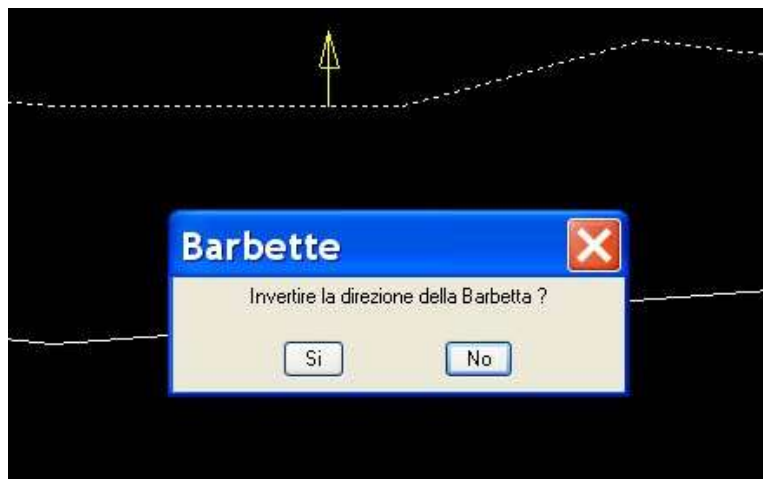 Barbette
Invertire la direzione della Barbetta ?
Si
No